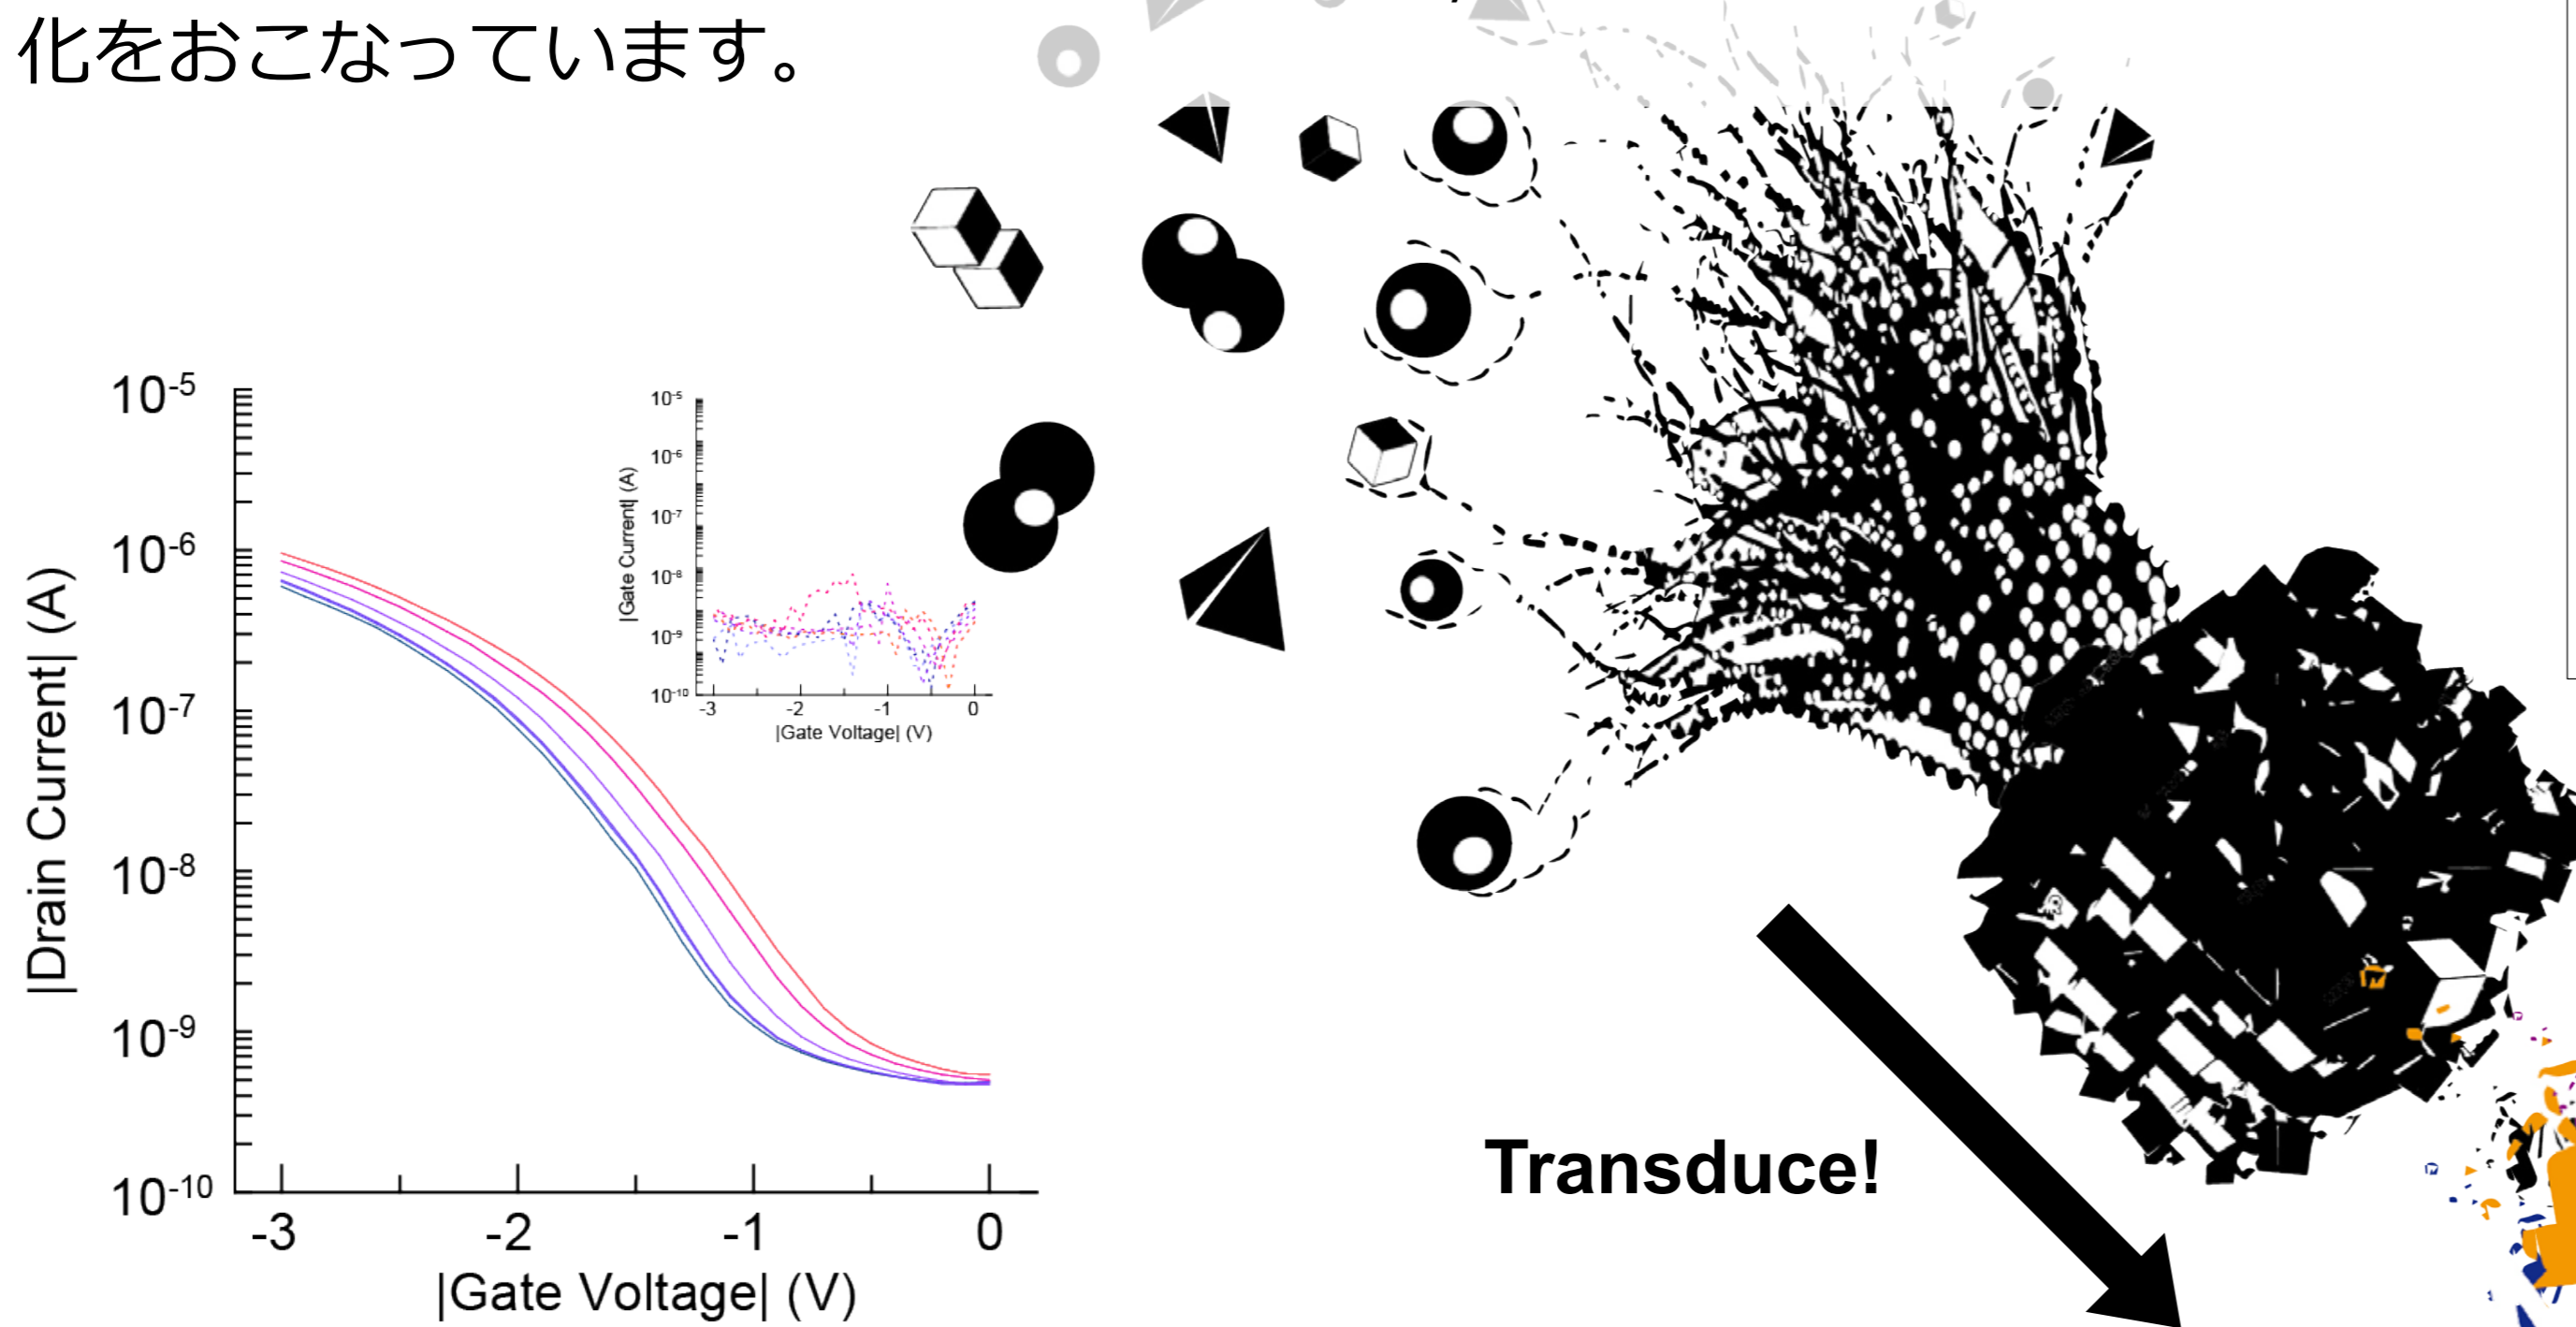 化をおこなっています。
10-5
10-6
10-7
10-8
10-9
10-10
|Drain Current| (A)
-3 -2 -1 0
|Gate Voltage| (V)
10-5
10-6
10-7
10-8
10-9
10-10
|Gate Current| (A)
-3 -2 -1 0
|Gate Voltage| (V)
Transduce!